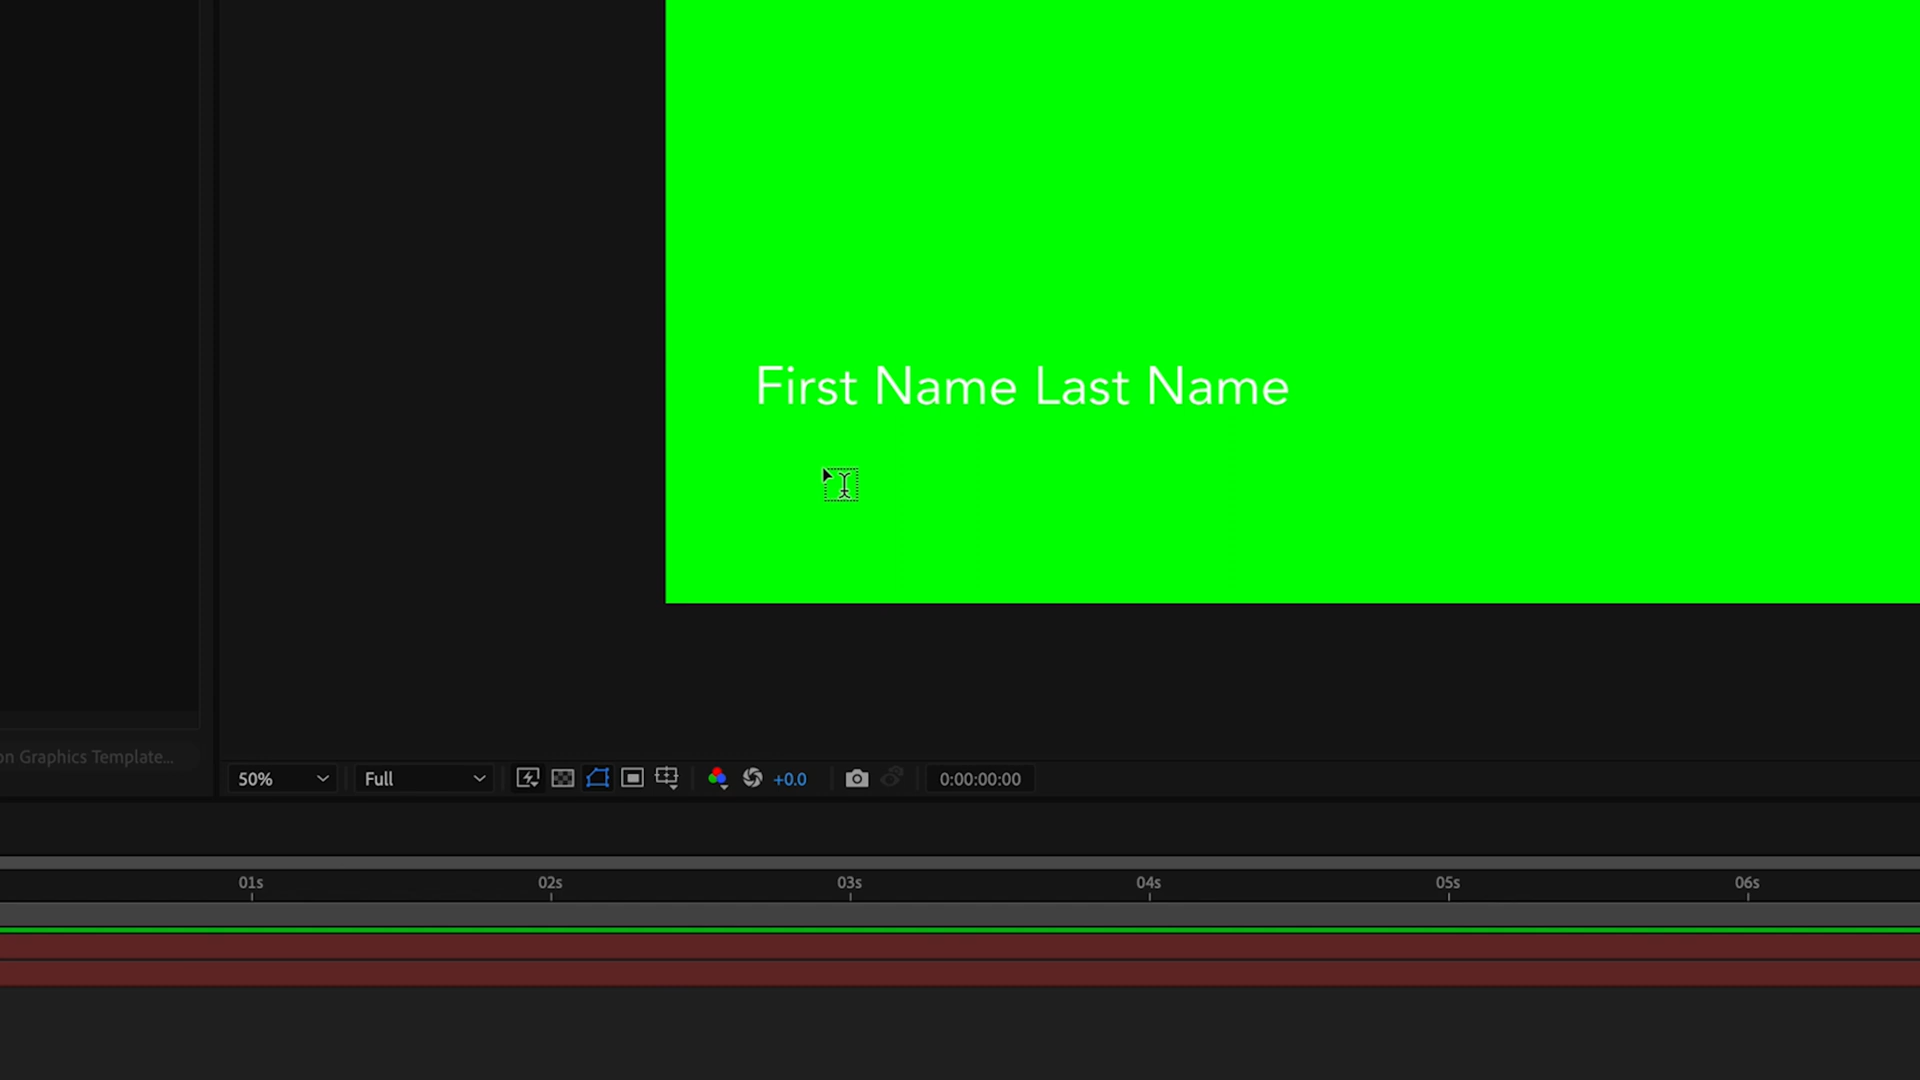 First Name Last Name
on Graphics Template...
50%
Full
+0.0
0:00:00:00
01s
02s
03s
04s
05s
06s